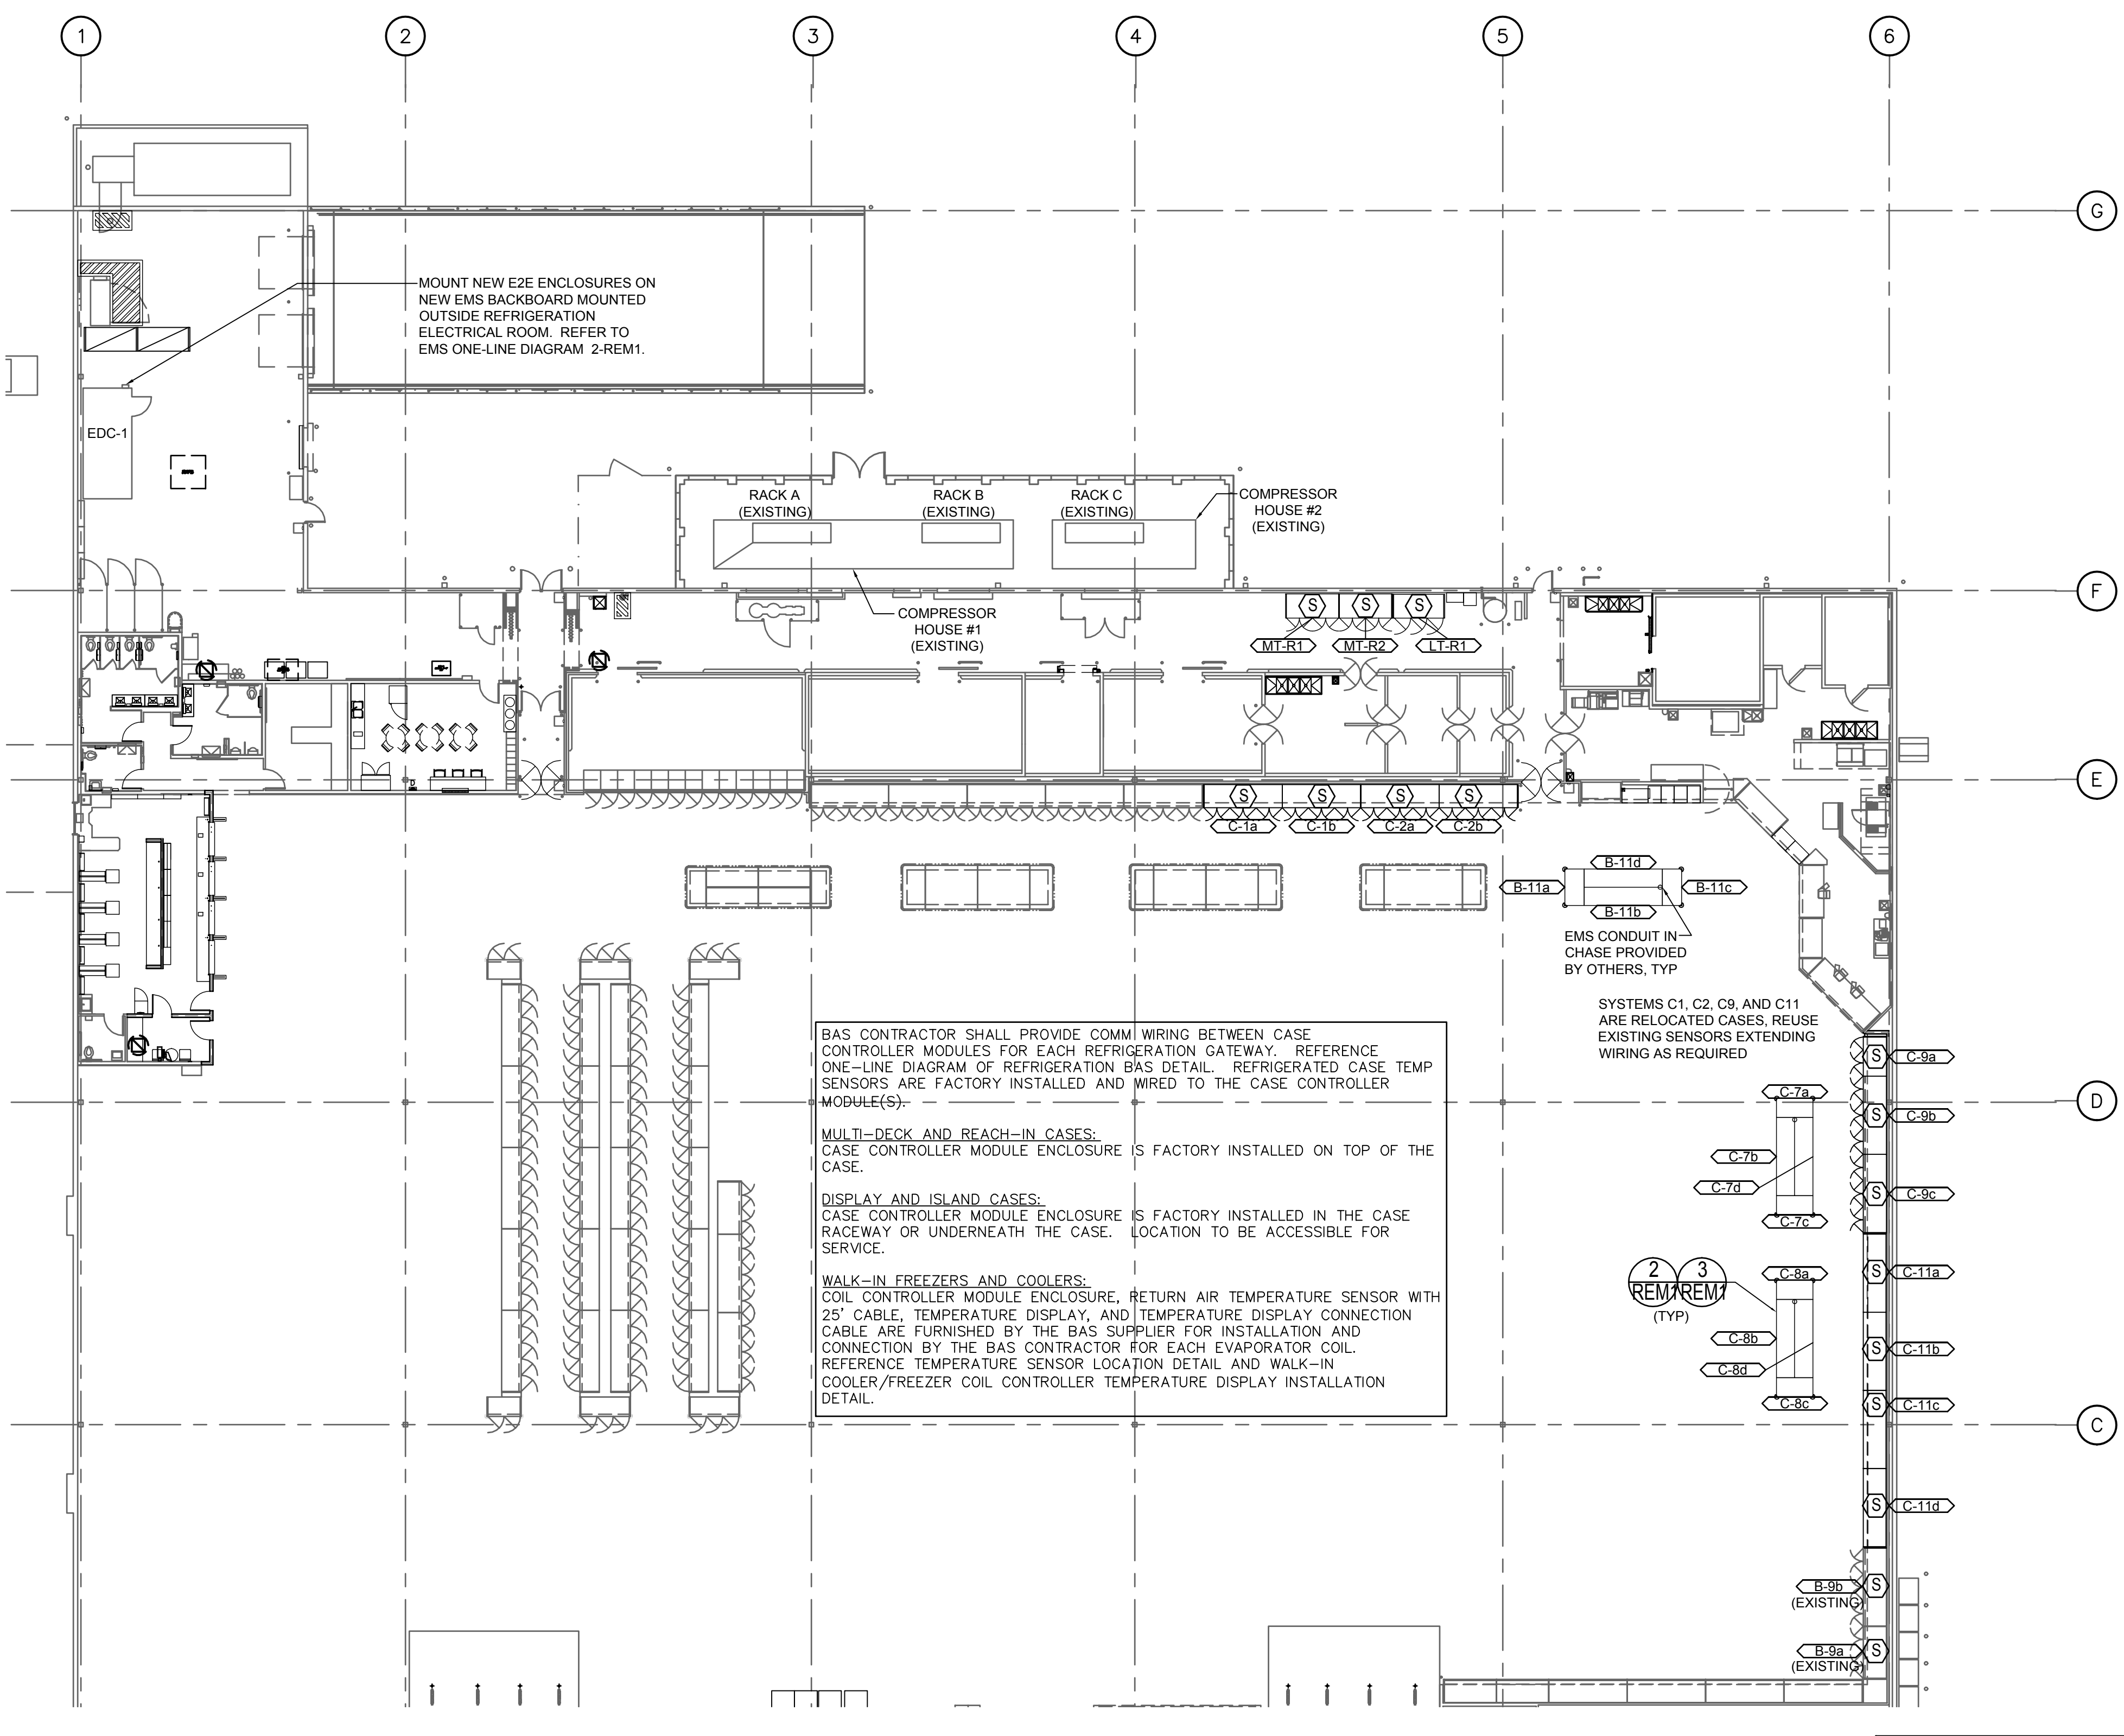 1
2
3
4
5
6
G
MOUNT NEW E2E ENCLOSURES ON
NEW EMS BACKBOARD MOUNTED
OUTSIDE REFRIGERATION
ELECTRICAL ROOM. REFER TO
EMS ONE-LINE DIAGRAM 2-REM1.
EDC-1
RACK A
(EXISTING)
RACK B
(EXISTING)
RACK C
(EXISTING)
COMPRESSOR
HOUSE #2
(EXISTING)
F
COMPRESSOR
HOUSE #1
(EXISTING)
S
S
S
MT-R1
MT-R2
LT-R1
E
S
S
S
S
C-1a
C-1b
C-2a
C-2b
B-11d
B-11a
B-11c
B-11b
EMS CONDUIT IN
CHASE PROVIDED
BY OTHERS, TYP
SYSTEMS C1, C2, C9, AND C11
ARE RELOCATED CASES, REUSE
EXISTING SENSORS EXTENDING
WIRING AS REQUIRED
BAS CONTRACTOR SHALL PROVIDE COMM WIRING BETWEEN CASE
CONTROLLER MODULES FOR EACH REFRIGERATION GATEWAY. REFERENCE
ONE-LINE DIAGRAM OF REFRIGERATION BAS DETAIL. REFRIGERATED CASE TEMP
SENSORS ARE FACTORY INSTALLED AND WIRED TO THE CASE CONTROLLER
MODULE(S).
MULTI-DECK AND REACH-IN CASES:
CASE CONTROLLER MODULE ENCLOSURE IS FACTORY INSTALLED ON TOP OF THE
CASE.
DISPLAY AND ISLAND CASES:
CASE CONTROLLER MODULE ENCLOSURE IS FACTORY INSTALLED IN THE CASE
RACEWAY OR UNDERNEATH THE CASE. LOCATION TO BE ACCESSIBLE FOR
SERVICE.
WALK-IN FREEZERS AND COOLERS:
COIL CONTROLLER MODULE ENCLOSURE, RETURN AIR TEMPERATURE SENSOR WITH
25' CABLE, TEMPERATURE DISPLAY, AND TEMPERATURE DISPLAY CONNECTION
CABLE ARE FURNISHED BY THE BAS SUPPLIER FOR INSTALLATION AND
CONNECTION BY THE BAS CONTRACTOR FOR EACH EVAPORATOR COIL.
REFERENCE TEMPERATURE SENSOR LOCATION DETAIL AND WALK-IN
COOLER/FREEZER COIL CONTROLLER TEMPERATURE DISPLAY INSTALLATION
DETAIL.
S C-9a
C-7a
D
S C-9b
C-7b
C-7d
S C-9c
C-7c
2 3
REM1 REM1
(TYP)
C-8a
S C-11a
C-8b
S C-11b
C-8d
C-8c
S C-11c
C
S C-11d
B-9b S
(EXISTING)
B-9a S
(EXISTING)